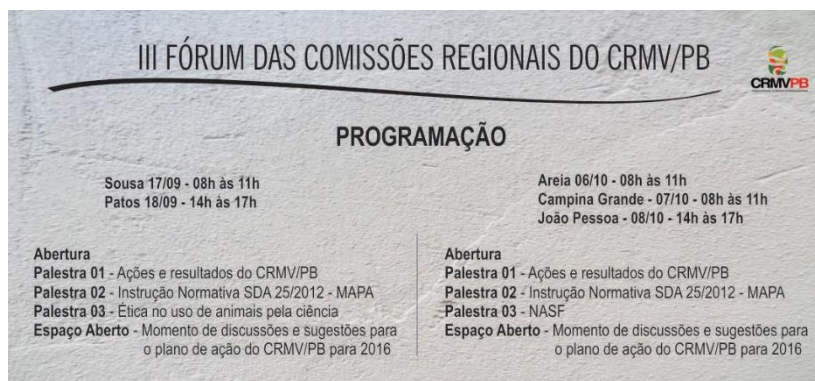 III FÓRUM DAS COMISSÕES REGIONAIS DO CRMV/PB
CRMVPB
PROGRAMAÇÃO
Sousa 17/09 - 08h às 11h
Patos 18/09 - 14h às 17h
Abertura
Palestra 01 - Ações e resultados do CRMV/PB
Palestra 02 - Instrução Normativa SDA 25/2012 - MAPA
Palestra 03 - Ética no uso de animais pela ciência
Espaço Aberto - Momento de discussões e sugestões para
o plano de ação do CRMV/PB para 2016
Areia 06/10 - 08h às 11h
Campina Grande - 07/10 - 08h às 11h
João Pessoa - 08/10 - 14h às 17h
Abertura
Palestra 01 - Ações e resultados do CRMV/PB
Palestra 02 - Instrução Normativa SDA 25/2012 - MAPA
Palestra 03 - NASF
Espaço Aberto - Momento de discussões e sugestões para
o plano de ação do CRMV/PB para 2016